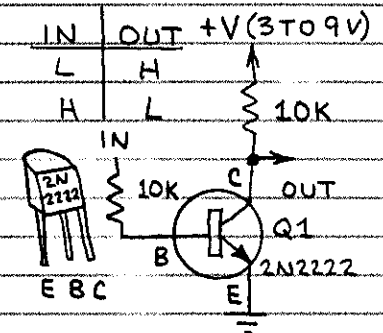 IN OUT +V (3 TO 9V)
L H
H L
10K
IN
C
2N
2222
10K
OUT
Q1
B
2N2222
E B C
E